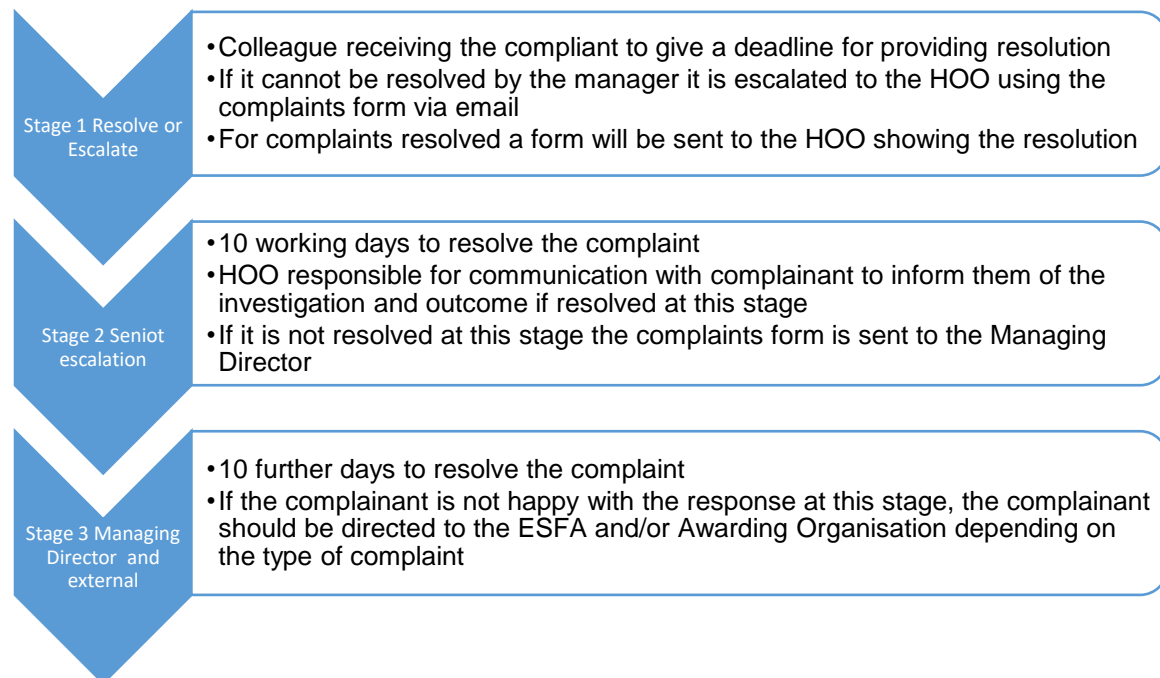 Stage 1 Resolve or
Escalate
•Colleague receiving the compliant to give a deadline for providing resolution
•If it cannot be resolved by the manager it is escalated to the HOO using the
complaints form via email
•For complaints resolved a form will be sent to the HOO showing the resolution
Stage 2 Seniot
escalation
•10 working days to resolve the complaint
•HOO responsible for communication with complainant to inform them of the
investigation and outcome if resolved at this stage
•If it is not resolved at this stage the complaints form is sent to the Managing
Director
Stage 3 Managing
Director and
external
•10 further days to resolve the complaint
•If the complainant is not happy with the response at this stage, the complainant
should be directed to the ESFA and/or Awarding Organisation depending on
the type of complaint